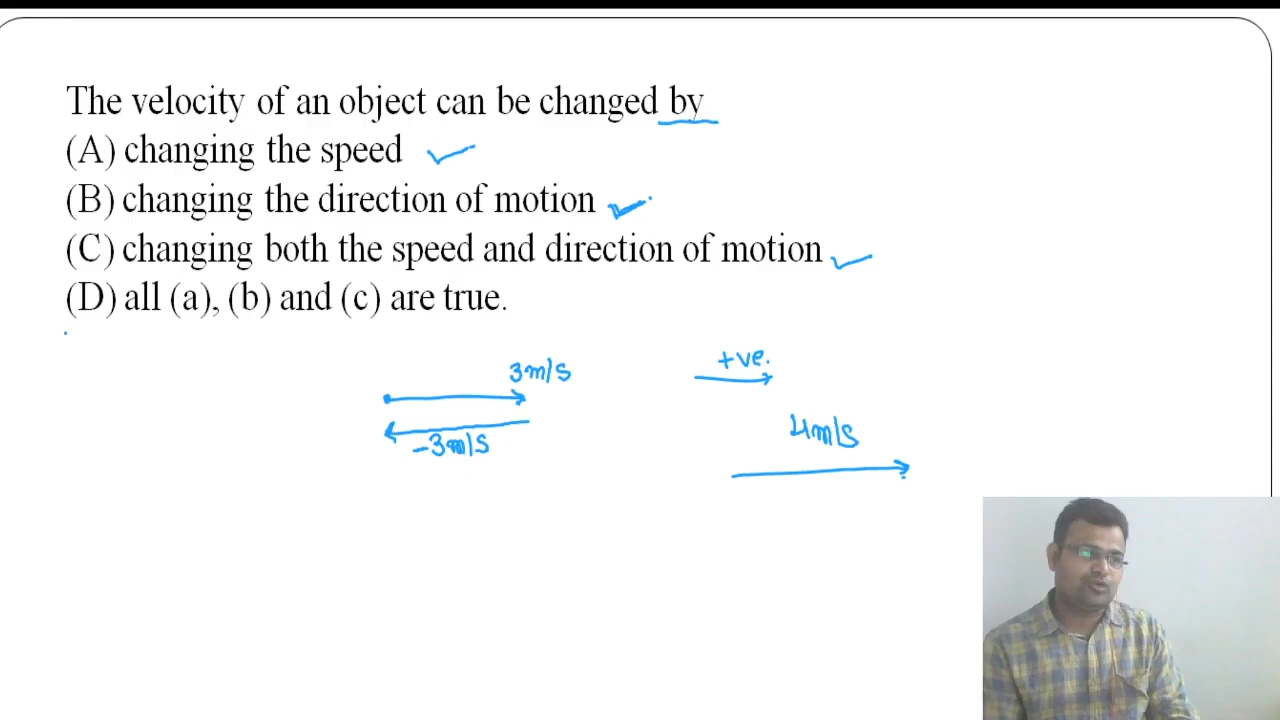 The velocity of an object can be changed by
(A) changing the speed
(B) changing the direction of motion
(C) changing both the speed and direction of motion
(D) all (a), (b) and (c) are true.
3m/s
+ve.
-3m/s
4m/s